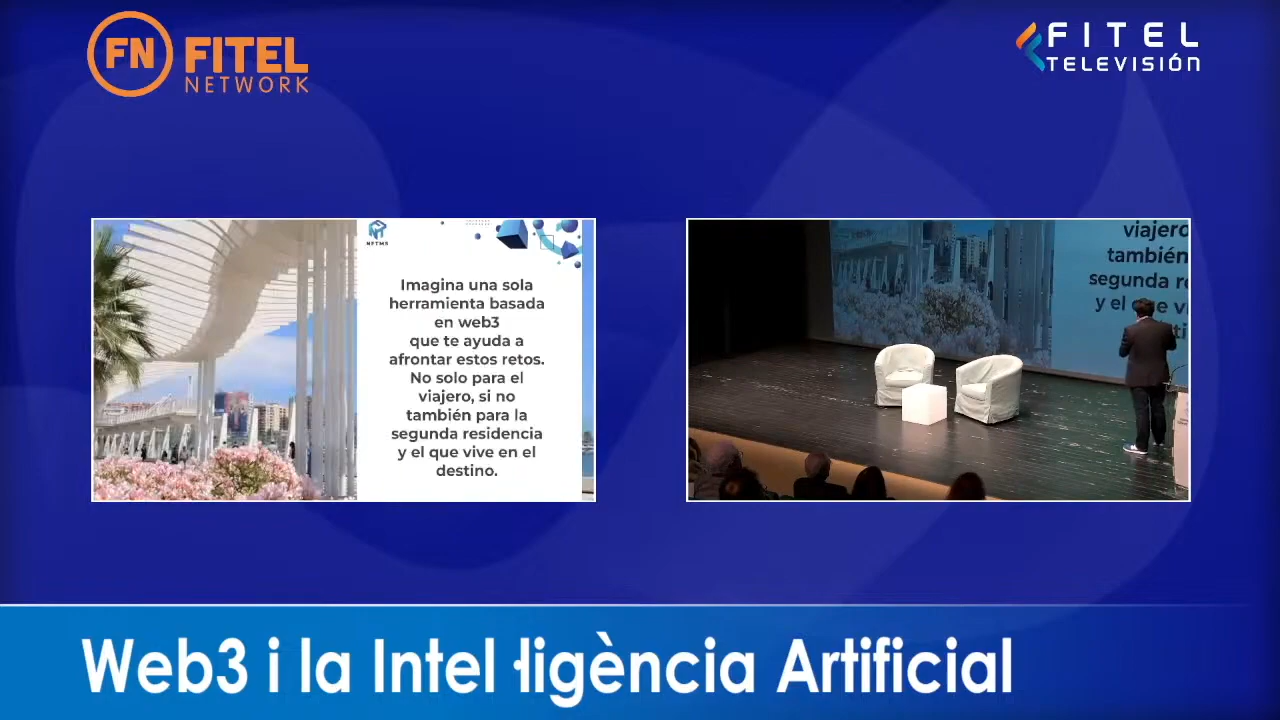 FN FITEL
NETWORK
FITEL
TELEVISIÓN
NFTMS
Imagina una sola
herramienta basada
en web3
que te ayuda a
afrontar estos retos.
No solo para el
viajero, si no
también para la
segunda residencia
y el que vive en el
destino.
viajero
también
segunda re
y el que v
Web3 i la Intel·ligència Artificial